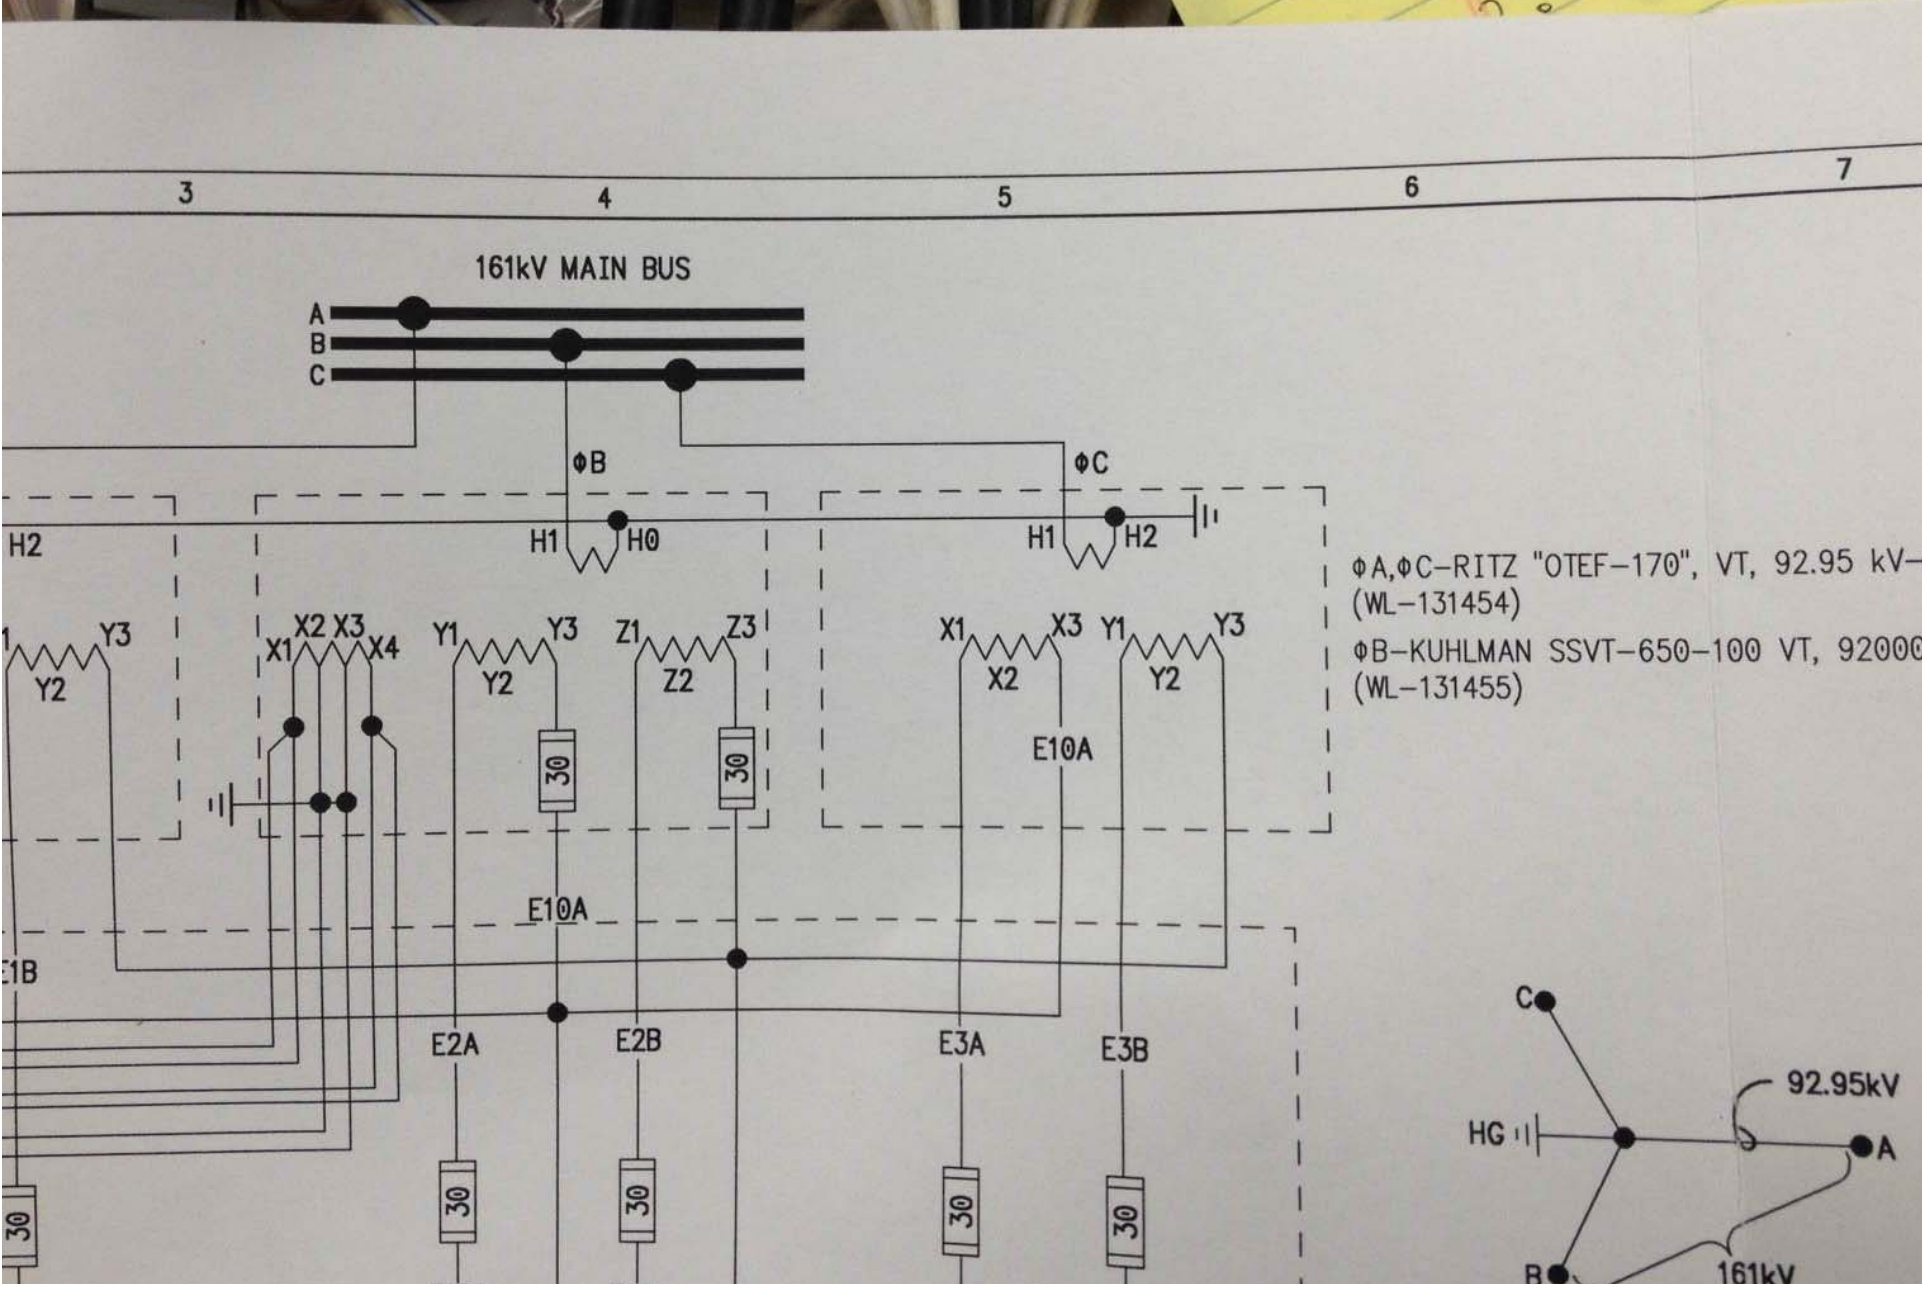 3 4 5 6 7
161kV MAIN BUS
A
B
C
ΦB ΦC
H2 H1 H0 H1 H2
ΦA,ΦC-RITZ "OTEF-170", VT, 92.95 kV-
(WL-131454)
ΦB-KUHLMAN SSVT-650-100 VT, 92000
(WL-131455)
Y3 X1 X2 X3 X4 Y1 Y3 Z1 Z3 X1 X3 Y1 Y3
Y2 Y2 Z2 X2 Y2
30 30
E10A
E10A
E1B
E2A E2B E3A E3B
30 30 30 30 30
C
92.95kV
HG
A
B
161kV